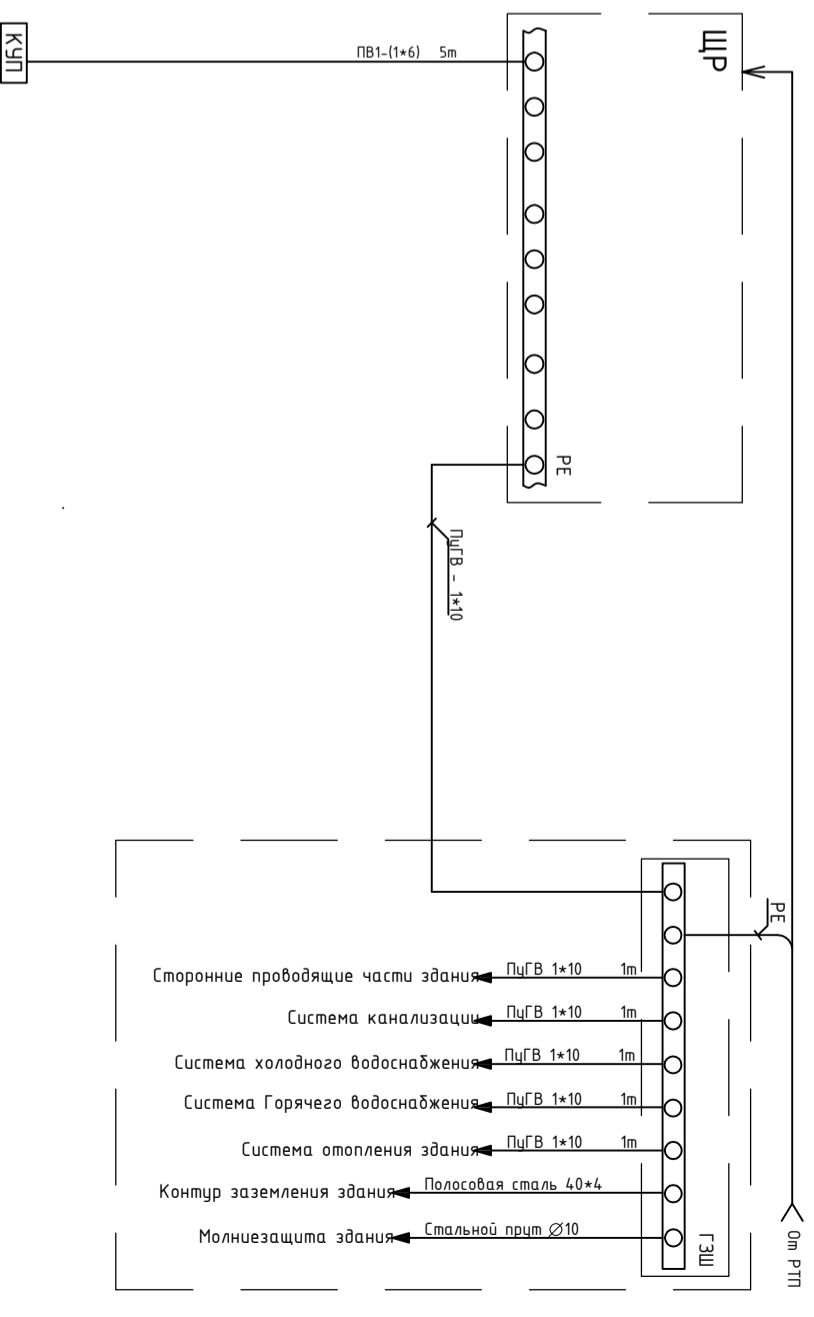 КУП
ПВ1-(1*6) 5m
ЩР
РЕ
ПуГВ - 1*10
РЕ
Сторонние проводящие части здания ПуГВ 1*10 1m
Система канализации ПуГВ 1*10 1m
Система холодного водоснабжения ПуГВ 1*10 1m
Система Горячего водоснабжения ПуГВ 1*10 1m
Система отопления здания ПуГВ 1*10 1m
Контур заземления здания Полосовая сталь 40*4
Молниезащита здания Стальной прут ∅10
ГЗШ
От РТП